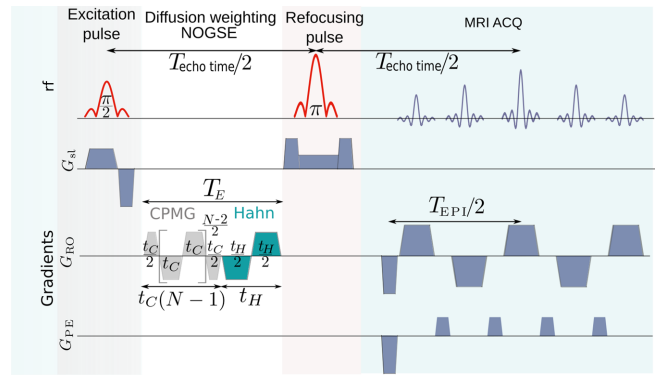 Excitation
pulse
Diffusion weighting
NOGSE
Refocusing
pulse
MRI ACQ
T_echo time/2
T_echo time/2
rf
π/2
π
G_sl
T_E
CPMG
N-2/2
Hahn
T_EPI/2
Gradients
G_RO
t_C/2
t_C
t_C
t_C/2
t_H/2
t_H/2
t_C(N − 1)
t_H
G_PE